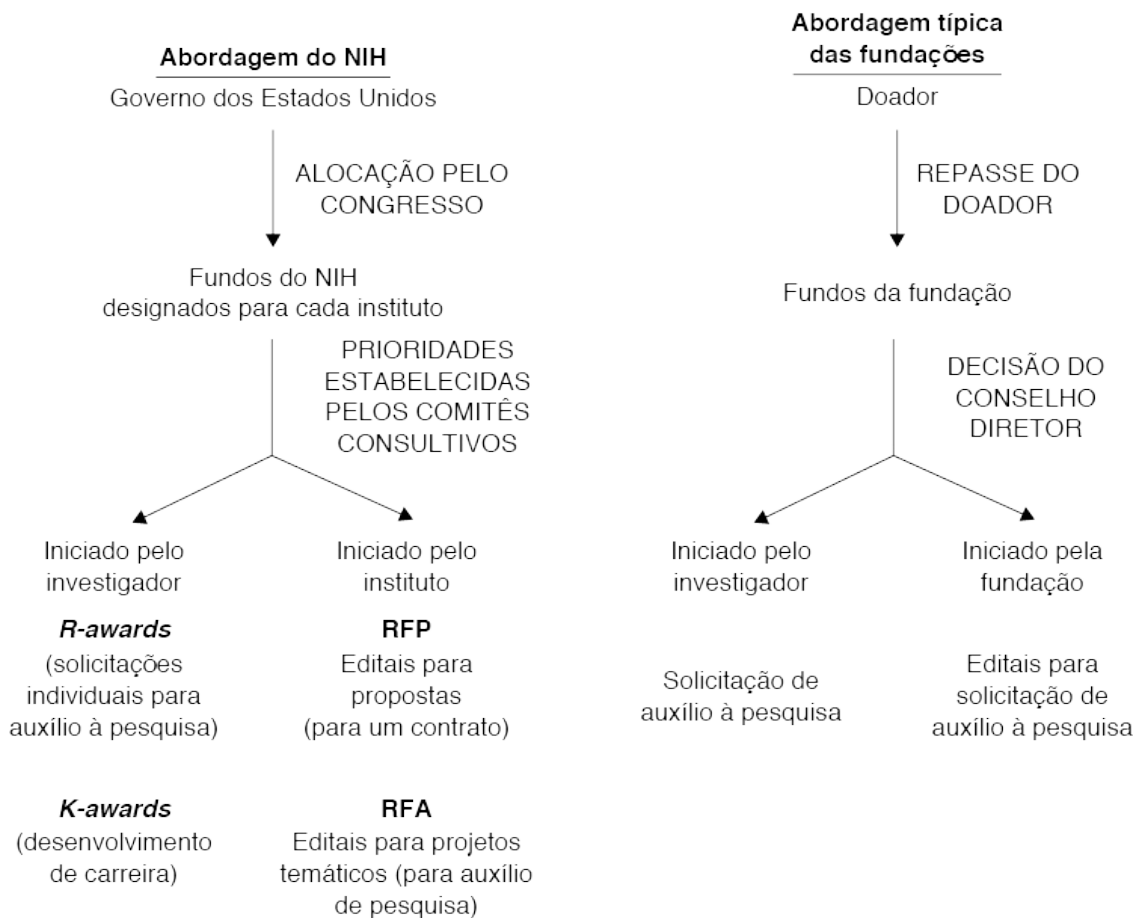 Abordagem do NIH
Governo dos Estados Unidos
ALOCAÇÃO PELO
CONGRESSO
Fundos do NIH
designados para cada instituto
PRIORIDADES
ESTABELECIDAS
PELOS COMITÊS
CONSULTIVOS
Iniciado pelo
investigador
R-awards
(solicitações
individuais para
auxílio à pesquisa)
K-awards
(desenvolvimento
de carreira)
Iniciado pelo
instituto
RFP
Editais para
propostas
(para um contrato)
RFA
Editais para projetos
temáticos (para auxílio
de pesquisa)
Abordagem típica
das fundações
Doador
REPASSE DO
DOADOR
Fundos da fundação
DECISÃO DO
CONSELHO
DIRETOR
Iniciado pelo
investigador
Solicitação de
auxílio à pesquisa
Iniciado pela
fundação
Editais para
solicitação de
auxílio à pesquisa